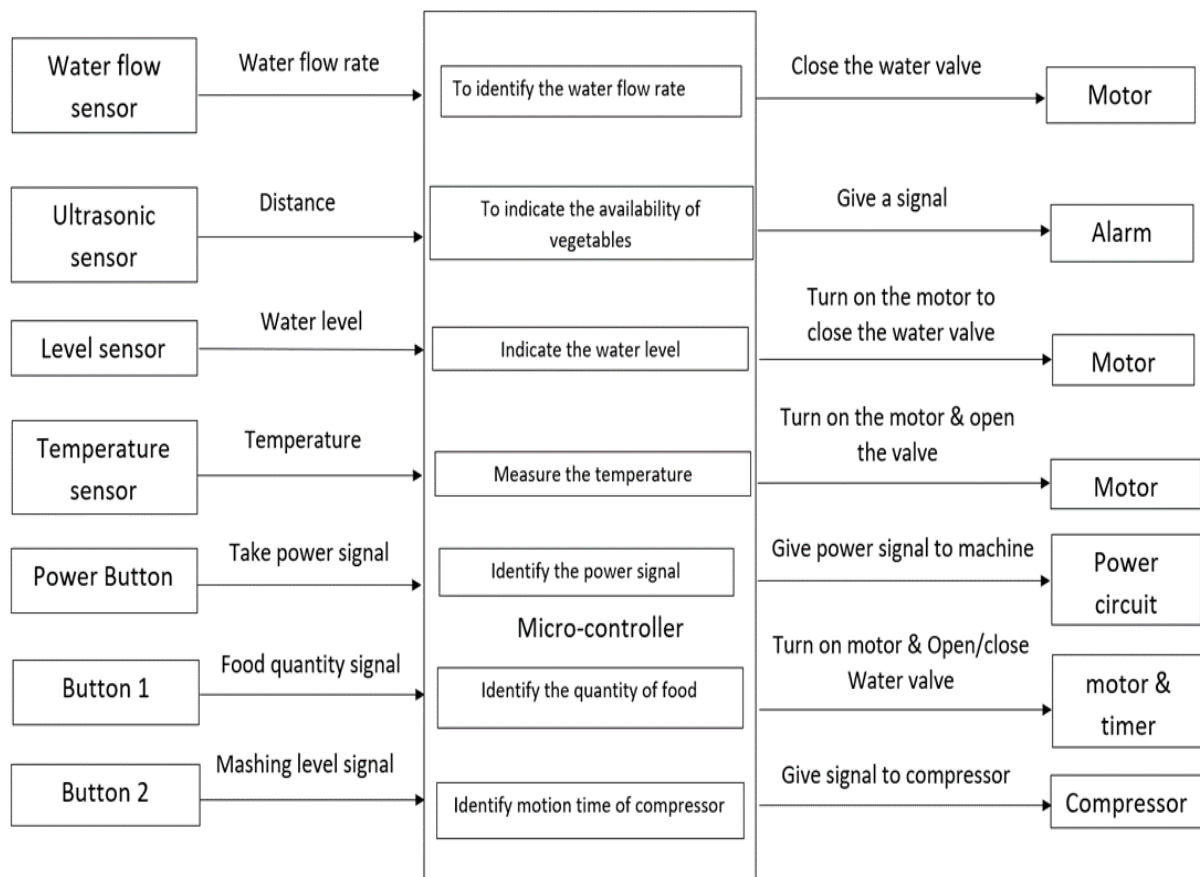 Water flow
sensor
Water flow rate
To identify the water flow rate
Close the water valve
Motor
Ultrasonic
sensor
Distance
To indicate the availability of
vegetables
Give a signal
Alarm
Level sensor
Water level
Indicate the water level
Turn on the motor to
close the water valve
Motor
Temperature
sensor
Temperature
Measure the temperature
Turn on the motor & open
the valve
Motor
Power Button
Take power signal
Identify the power signal
Give power signal to machine
Power
circuit
Micro-controller
Button 1
Food quantity signal
Identify the quantity of food
Turn on motor & Open/close
Water valve
motor &
timer
Button 2
Mashing level signal
Identify motion time of compressor
Give signal to compressor
Compressor